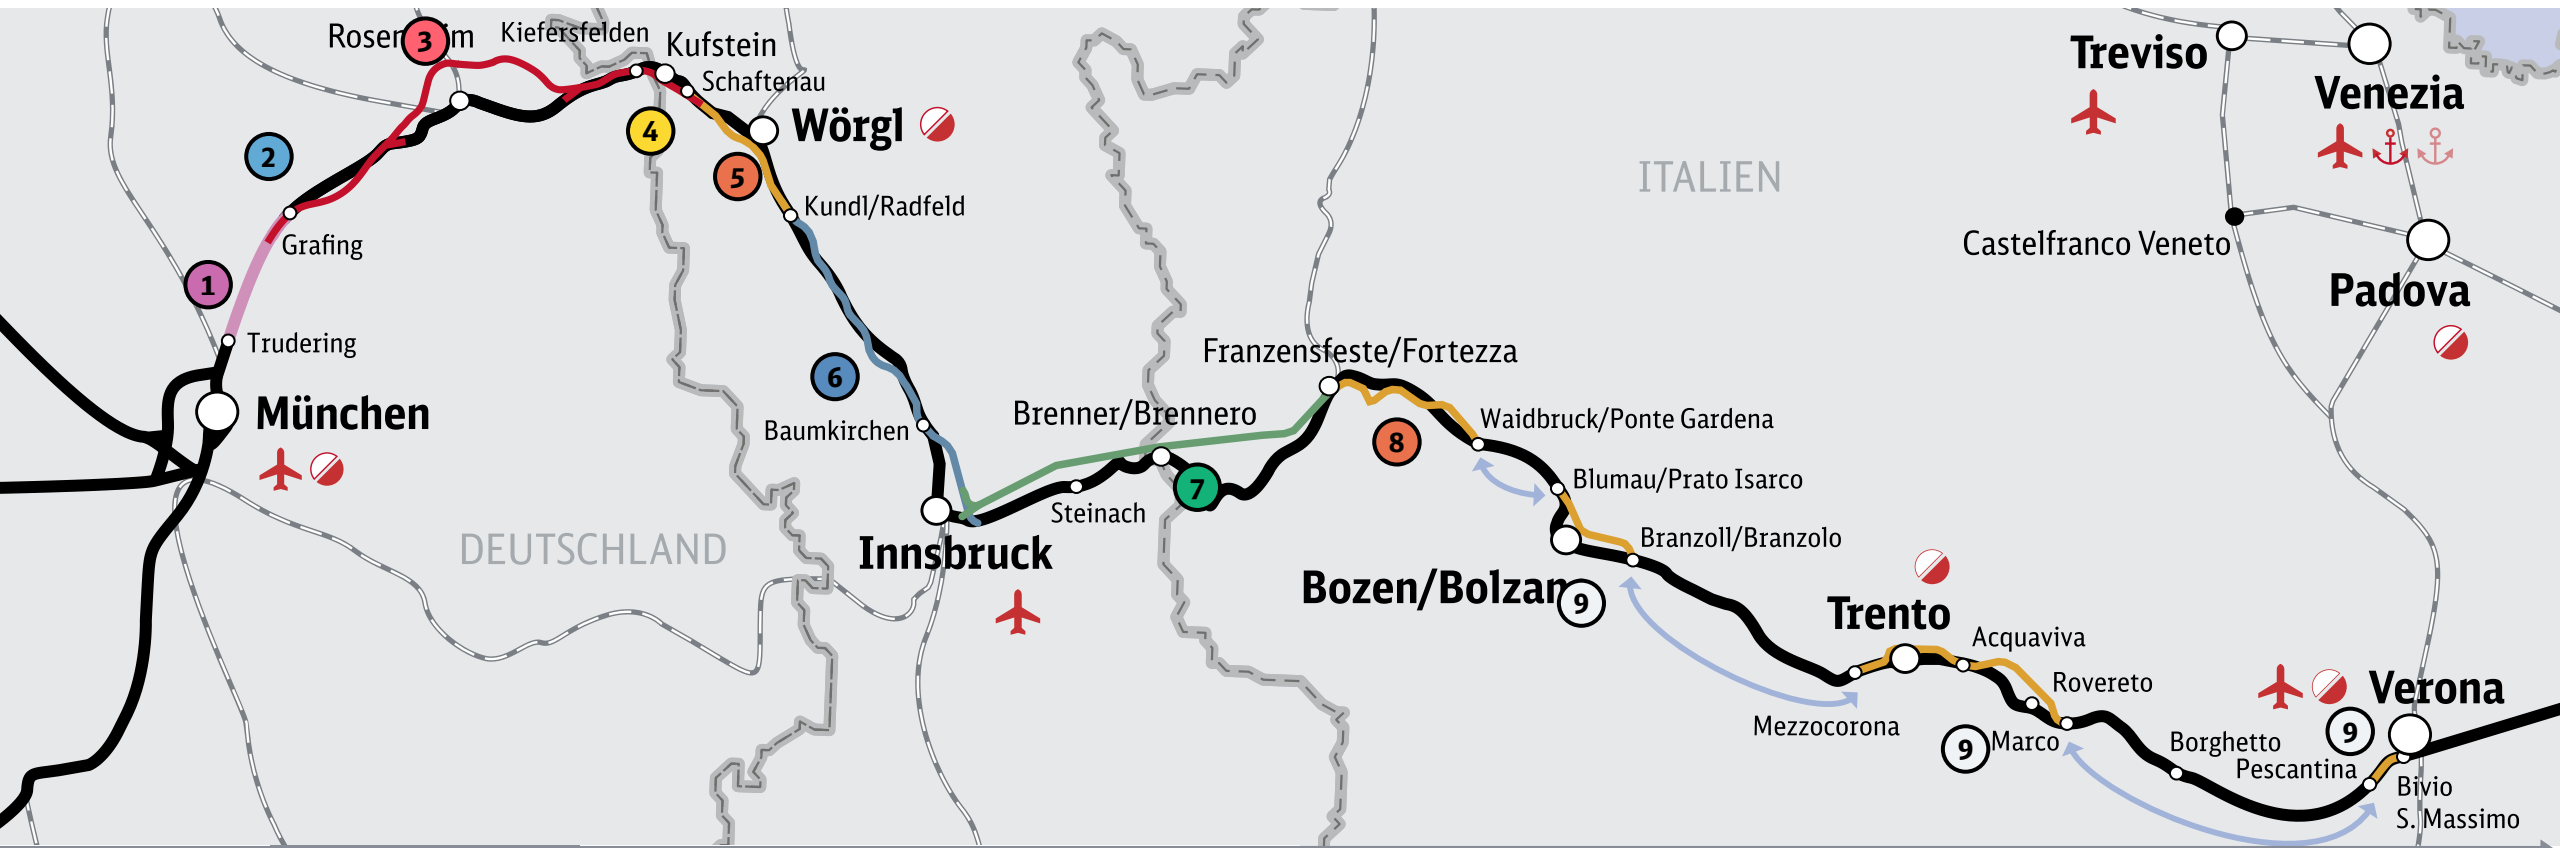 3
Kiefersfelden
Kufstein
Schaftenau
4
Wörgl
2
5
Kundl/Radfeld
Grafing
1
Trudering
München
6
Baumkirchen
DEUTSCHLAND
Innsbruck
Steinach
Brenner/Brennero
7
Franzensfeste/Fortezza
8
Waidbruck/Ponte Gardena
Blumau/Prato Isarco
Branzoll/Branzolo
Bozen/Bolzan
9
ITALIEN
Treviso
Venezia
Castelfranco Veneto
Padova
Trento
Acquaviva
Rovereto
Mezzocorona
9
Marco
Borghetto
Pescantina
9
Verona
Bivio
S. Massimo